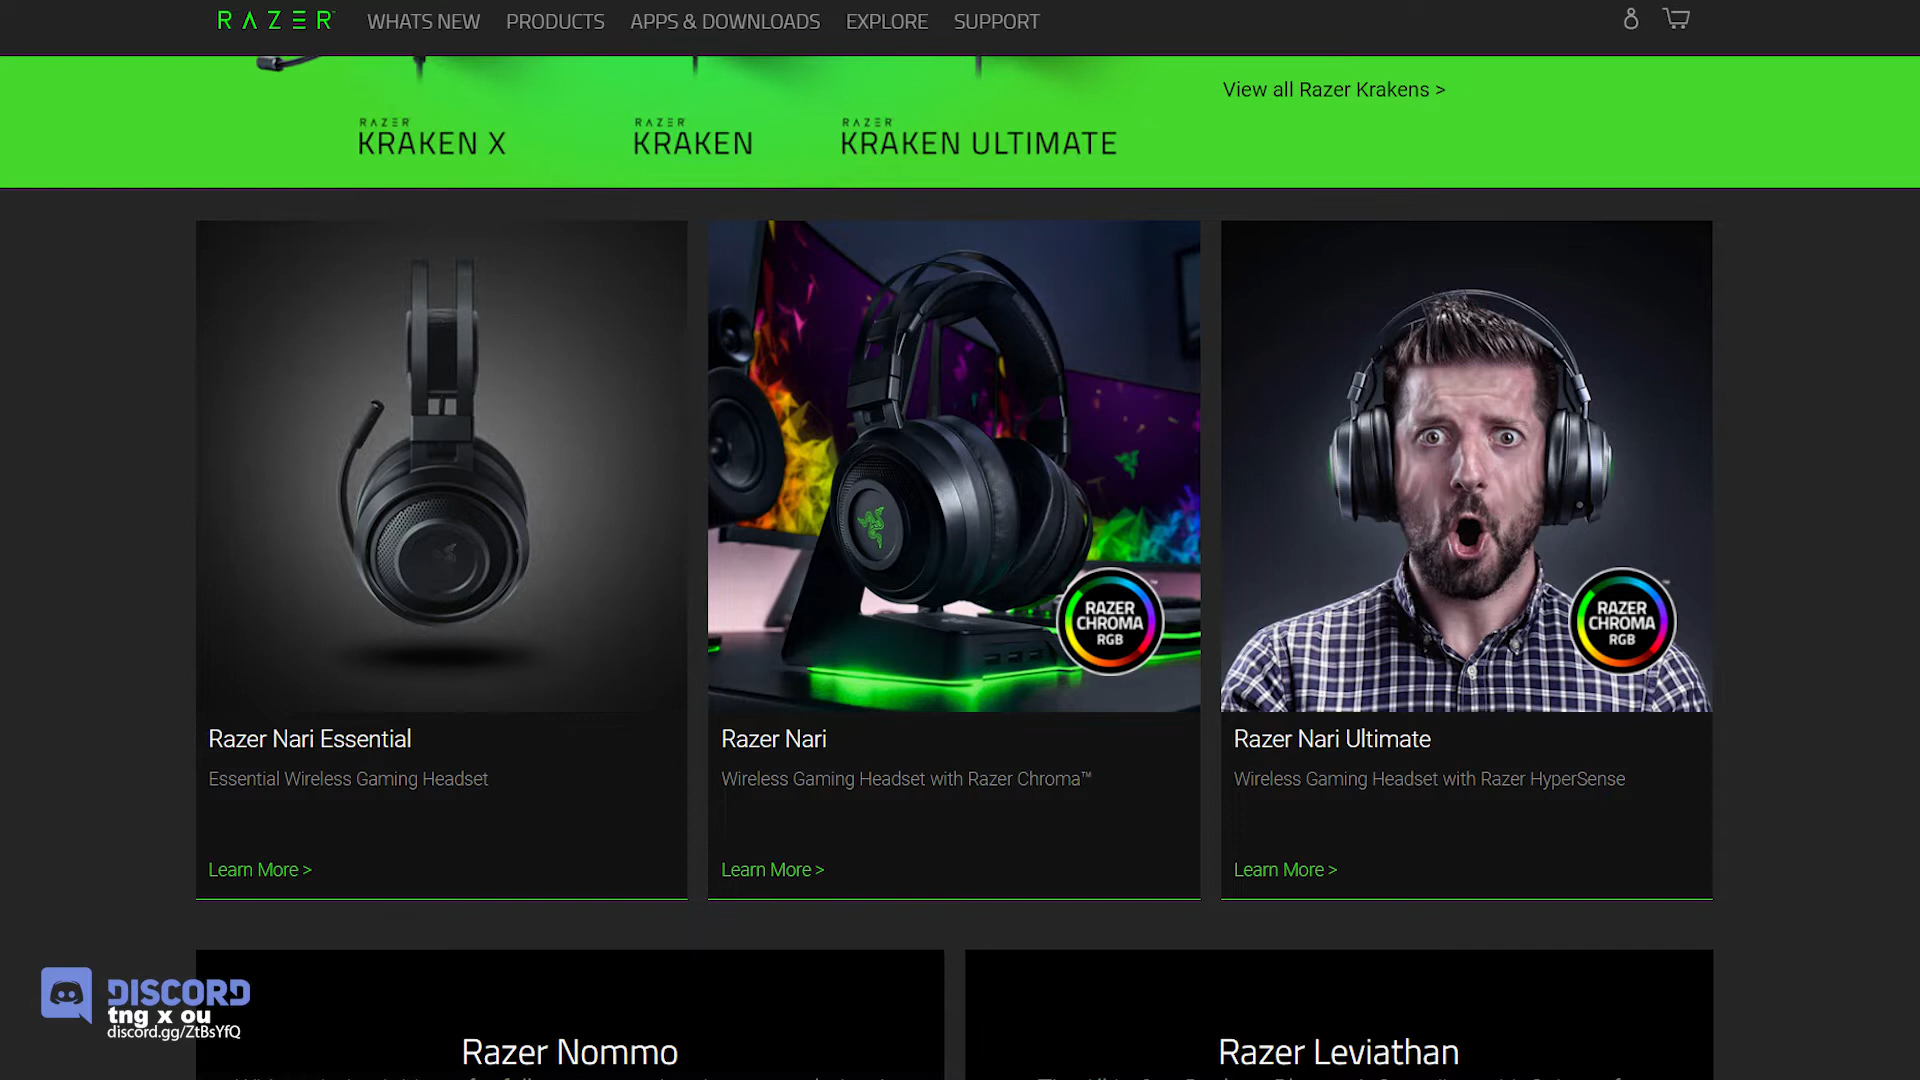 RAZER WHATS NEW PRODUCTS APPS & DOWNLOADS EXPLORE SUPPORT
View all Razer Krakens >
RAZER
KRAKEN X
RAZER
KRAKEN
RAZER
KRAKEN ULTIMATE
RAZER
CHROMA
RGB
RAZER
CHROMA
RGB
Razer Nari Essential
Essential Wireless Gaming Headset
Learn More >
Razer Nari
Wireless Gaming Headset with Razer Chroma™
Learn More >
Razer Nari Ultimate
Wireless Gaming Headset with Razer HyperSense
Learn More >
DISCORD
tng x ou
discord.gg/ZtBsYfQ
Razer Nommo
Razer Leviathan